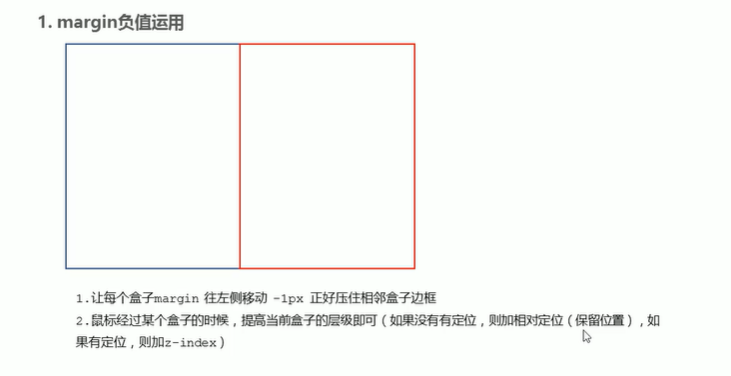 1. margin负值运用
1.让每个盒子margin 往左侧移动 -1px 正好压住相邻盒子边框
2.鼠标经过某个盒子的时候，提高当前盒子的层级即可（如果没有有定位，则加相对定位（保留位置），如
果有定位，则加z-index）